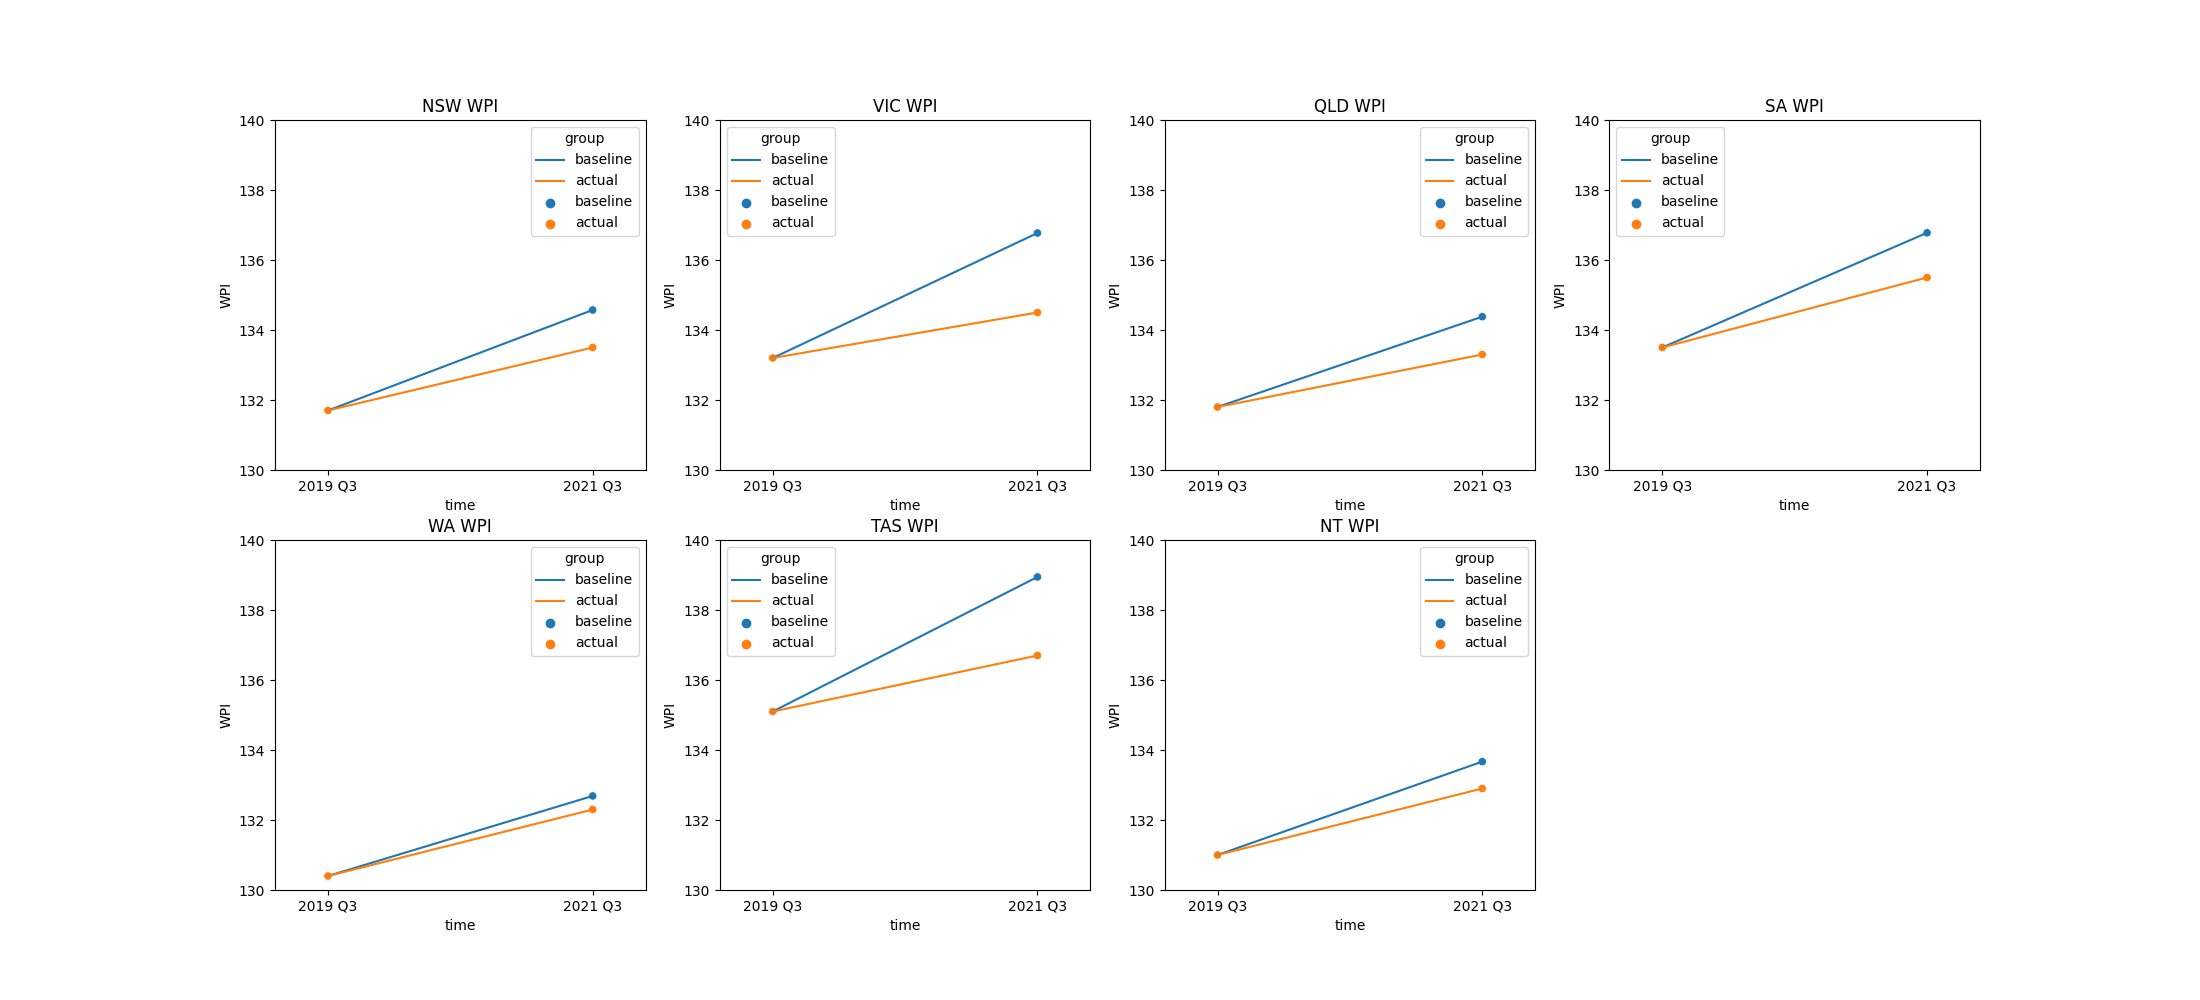 NSW WPI
140
138
136
134
132
130
WPI
group
baseline
actual
baseline
actual
2019 Q3
2021 Q3
time
VIC WPI
140
138
136
134
132
130
WPI
group
baseline
actual
baseline
actual
2019 Q3
2021 Q3
time
QLD WPI
140
138
136
134
132
130
WPI
group
baseline
actual
baseline
actual
2019 Q3
2021 Q3
time
SA WPI
140
138
136
134
132
130
WPI
group
baseline
actual
baseline
actual
2019 Q3
2021 Q3
time
WA WPI
140
138
136
134
132
130
WPI
group
baseline
actual
baseline
actual
2019 Q3
2021 Q3
time
TAS WPI
140
138
136
134
132
130
WPI
group
baseline
actual
baseline
actual
2019 Q3
2021 Q3
time
NT WPI
140
138
136
134
132
130
WPI
group
baseline
actual
baseline
actual
2019 Q3
2021 Q3
time